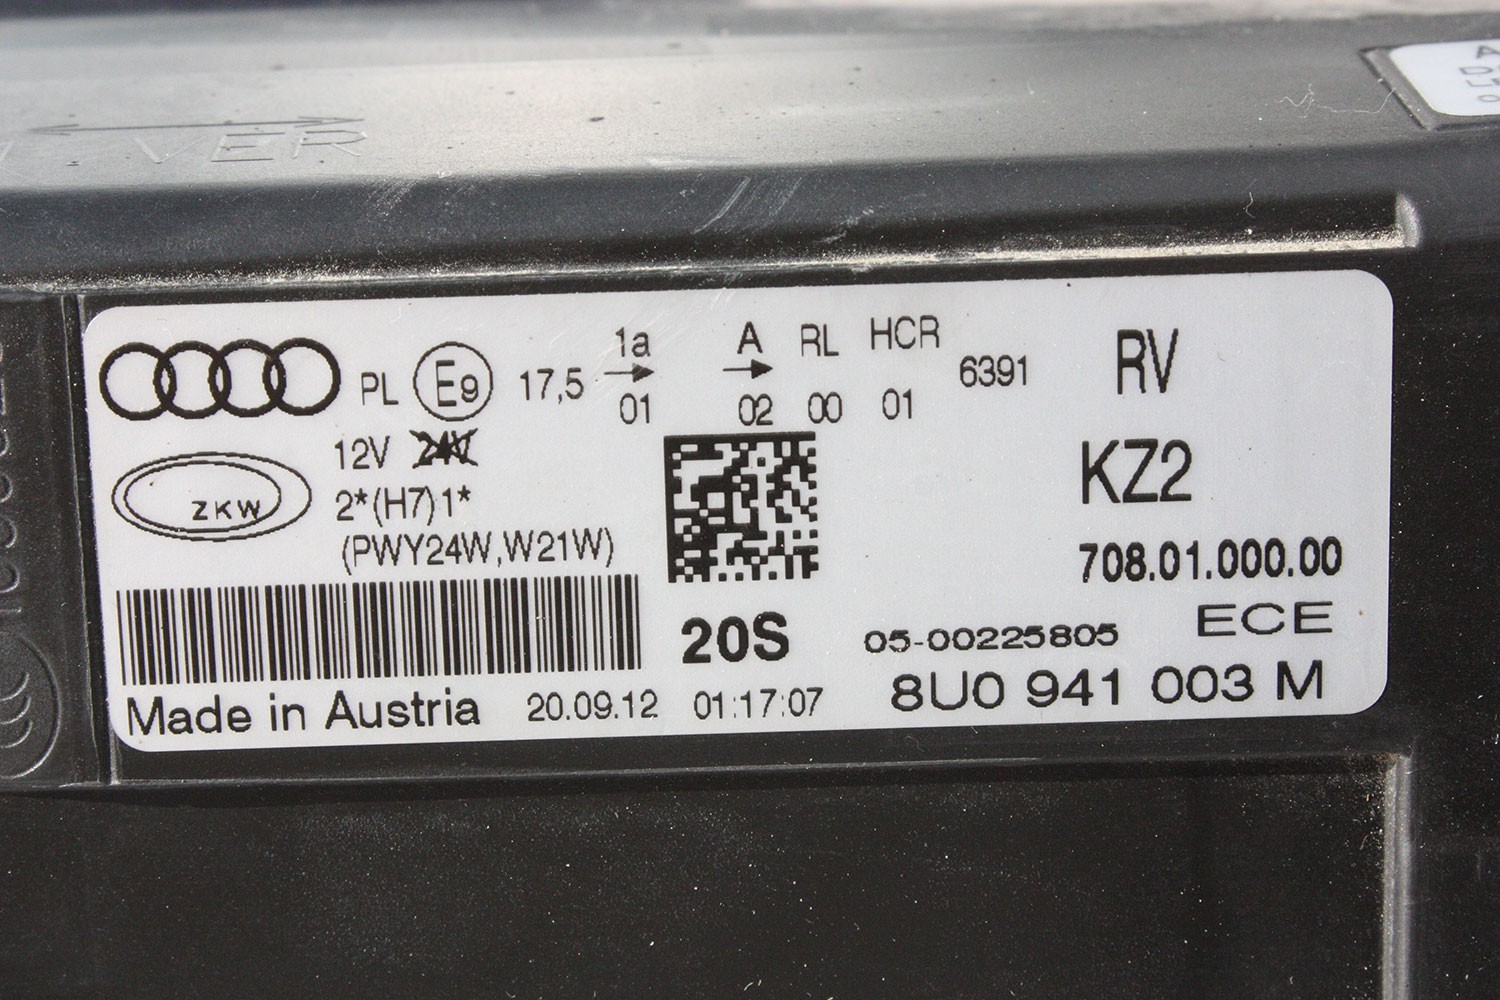 VER
PL E9 17,5 1a 01 A 02 RL 00 HCR 01 6391 RV
12V 24V
ZKW 2*(H7)1* KZ2
(PWY24W,W21W) 708.01.000.00
20S 05-00225805 ECE
Made in Austria 20.09.12 01:17:07 8U0 941 003 M